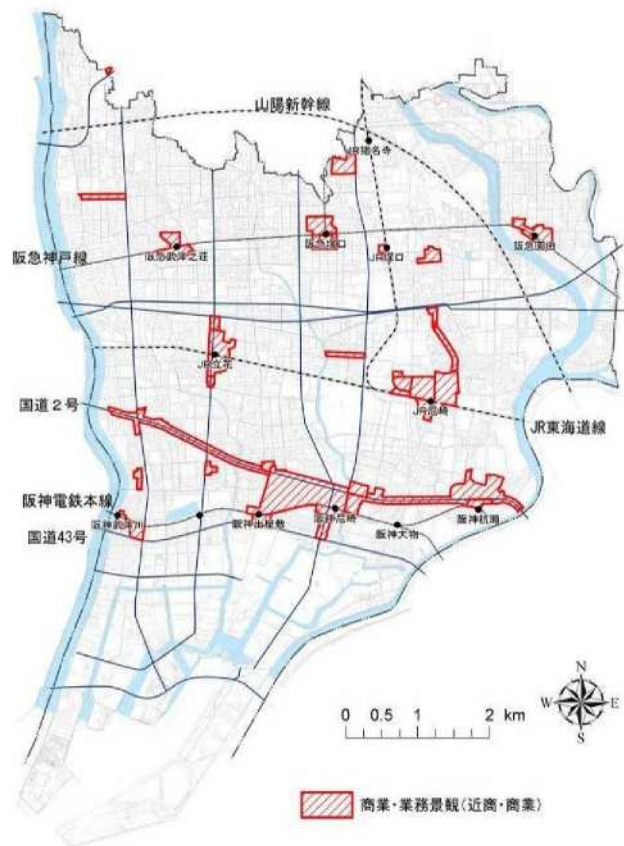 山陽新幹線
JR猪名寺
阪急神戸線
阪急武庫之荘
阪急塚口
JR塚口
阪急園田
JR立花
国道2号
JR尼崎
JR東海道線
阪神電鉄本線
阪神武庫川
阪神出屋敷
阪神尼崎
阪神大物
阪神杭瀬
国道43号
N
W
E
S
0 0.5 1 2 km
商業・業務景観(近商・商業)